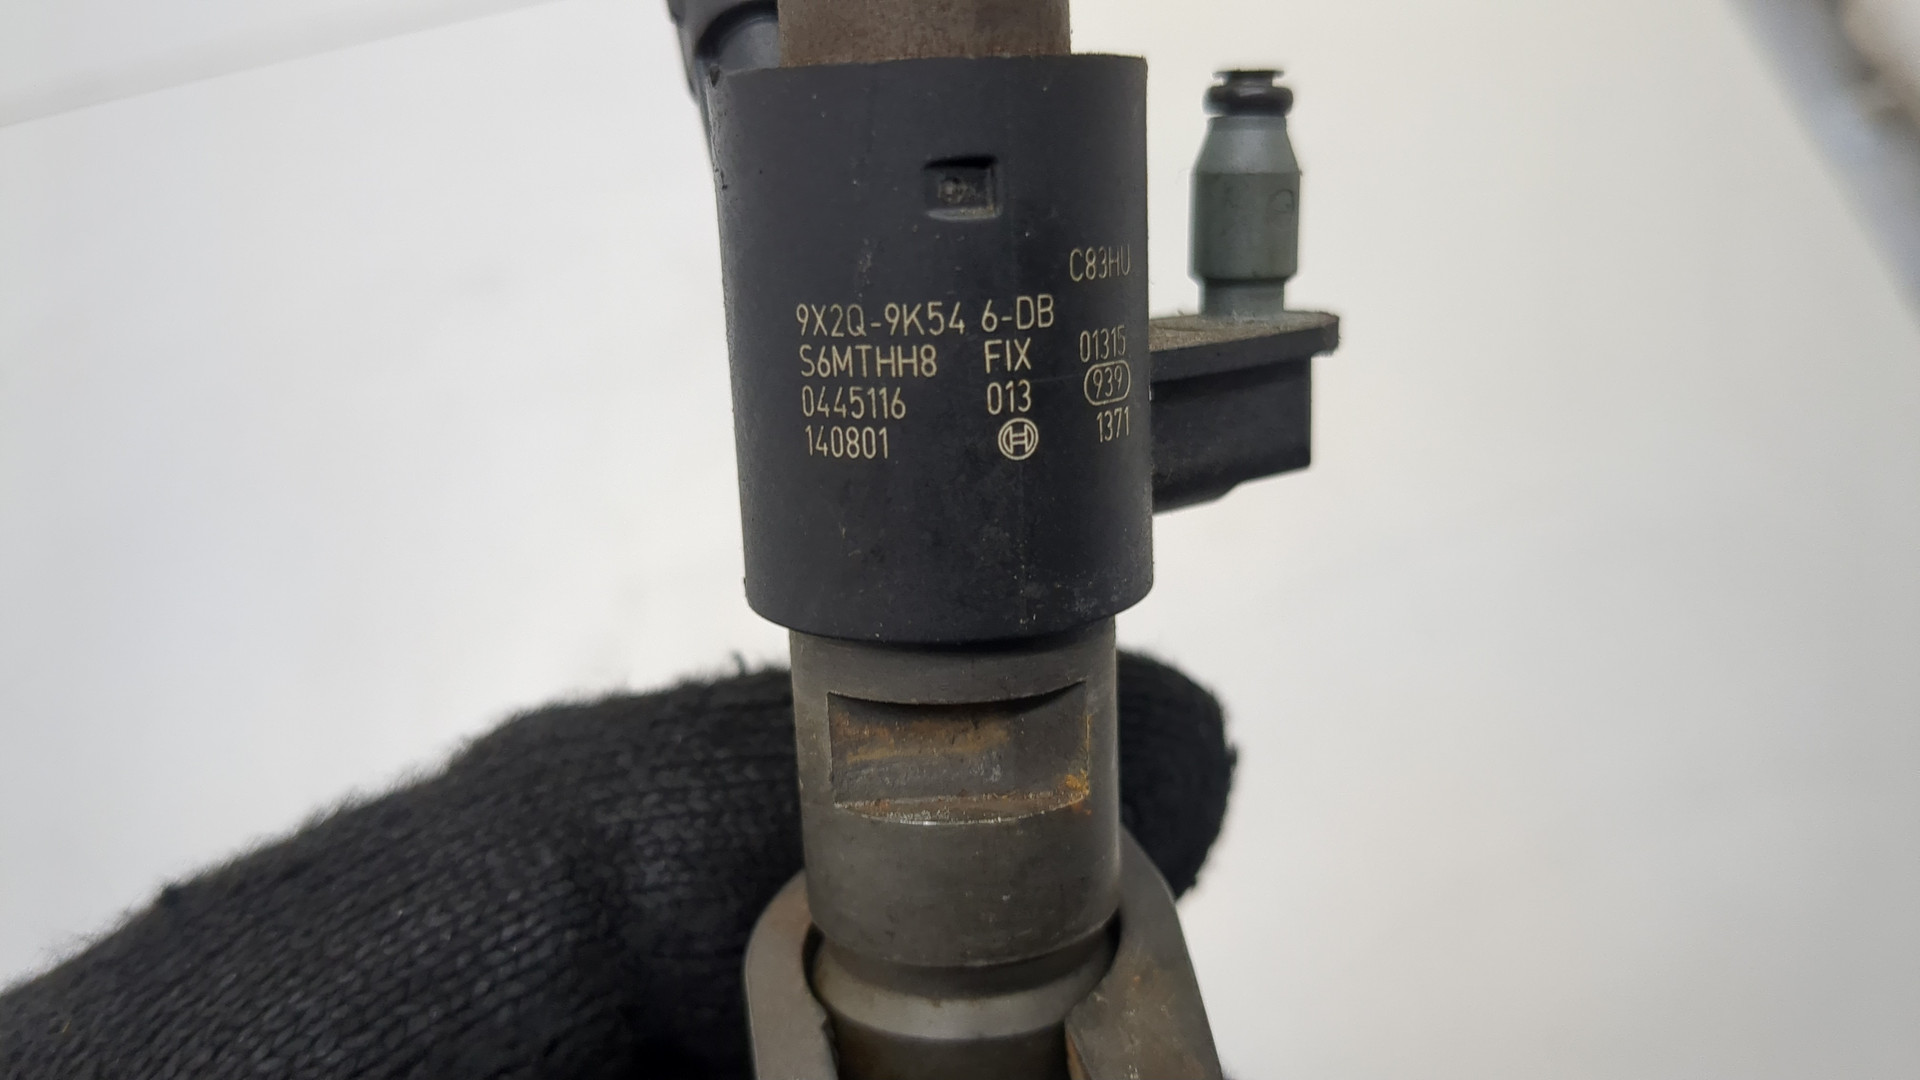 C83HU
9X2Q-9K54 6-DB
S6MTHH8 FIX 01315
0445116 013 939
140801 1371